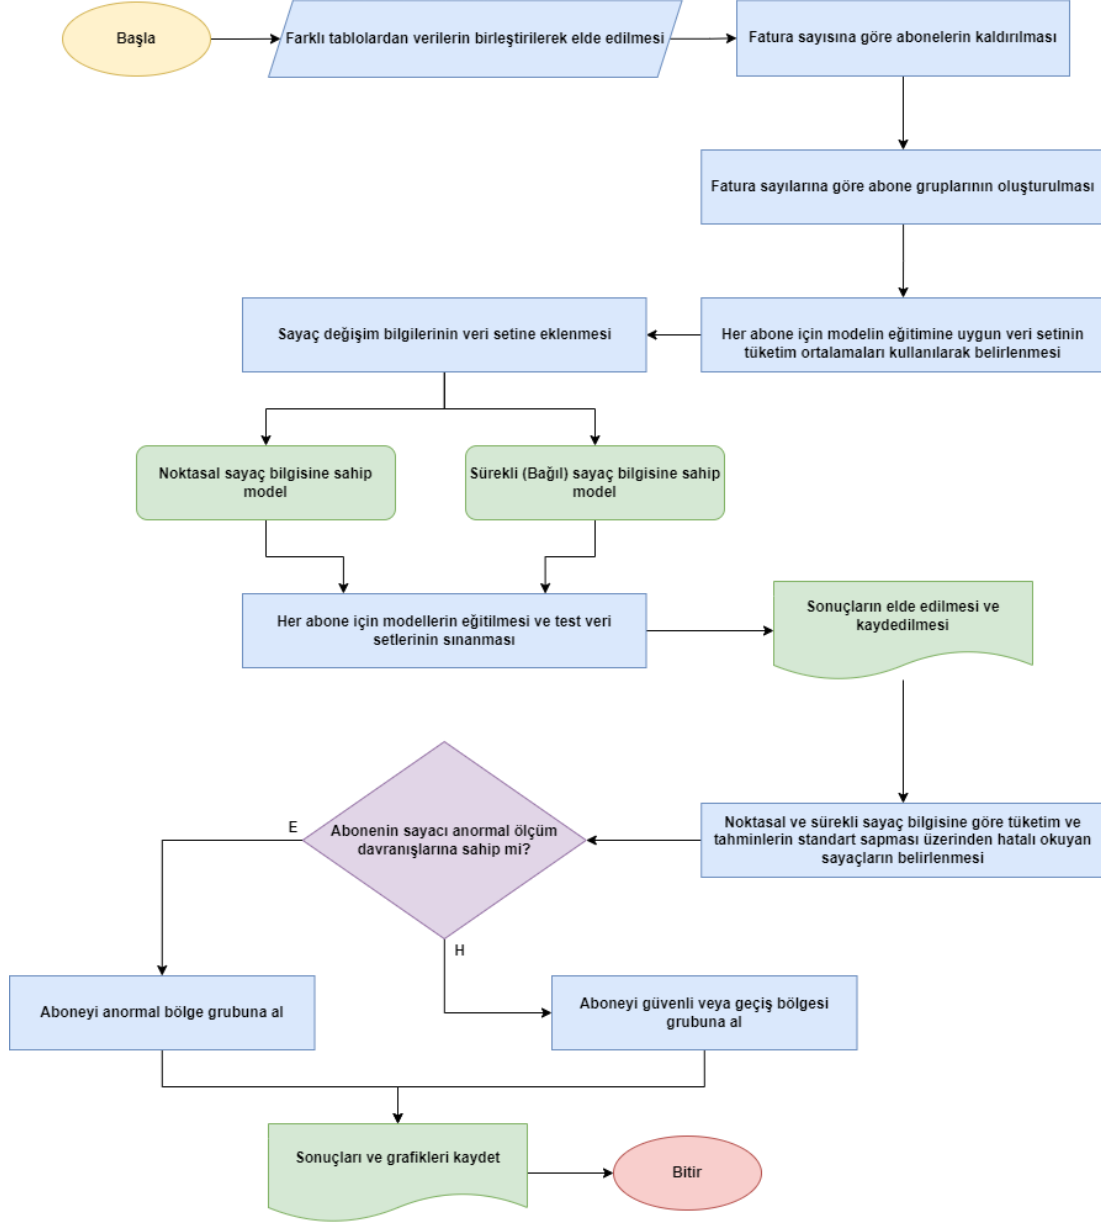 Başla
Farklı tablolardan verilerin birleştirilerek elde edilmesi
Fatura sayısına göre abonelerin kaldırılması
Fatura sayılarına göre abone gruplarının oluşturulması
Her abone için modelin eğitimine uygun veri setinin
tüketim ortalamaları kullanılarak belirlenmesi
Sayaç değişim bilgilerinin veri setine eklenmesi
Noktasal sayaç bilgisine sahip
model
Sürekli (Bağıl) sayaç bilgisine sahip
model
Her abone için modellerin eğitilmesi ve test veri
setlerinin sınanması
Sonuçların elde edilmesi ve
kaydedilmesi
Noktasal ve sürekli sayaç bilgisine göre tüketim ve
tahminlerin standart sapması üzerinden hatalı okuyan
sayaçların belirlenmesi
Abonenin sayacı anormal ölçüm
davranışlarına sahip mi?
E
H
Aboneyi anormal bölge grubuna al
Aboneyi güvenli veya geçiş bölgesi
grubuna al
Sonuçları ve grafikleri kaydet
Bitir